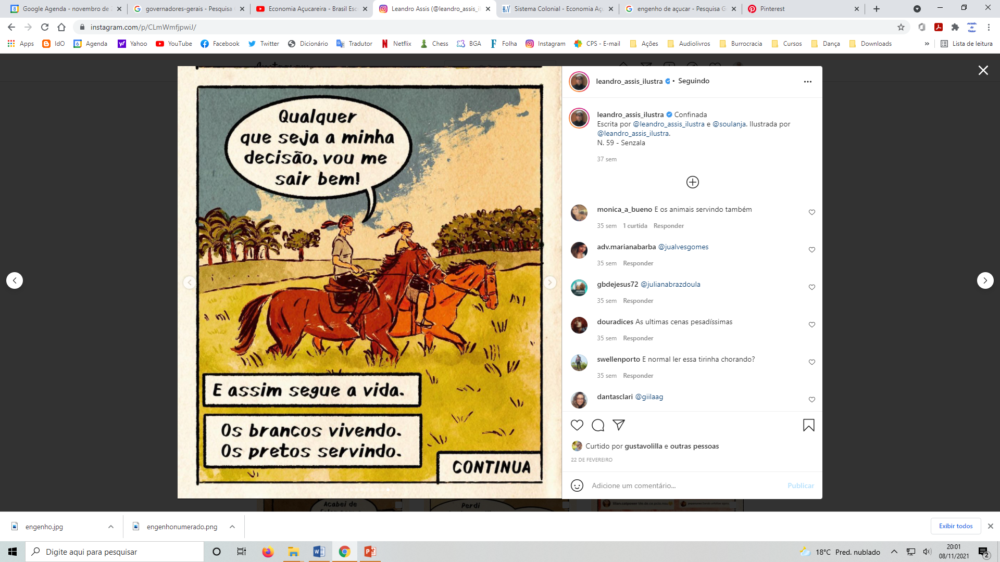 Google Agenda - novembro de 2
governadores-gerais - Pesquisa
Economia Açucareira - Brasil Esc
Leandro Assis (@leandro_assis_il
Sistema Colonial - Economia Açu
engenho de açucar - Pesquisa G
Pinterest
instagram.com/p/CLmWmfjpwiJ/
Apps
IdO
Agenda
Yahoo
YouTube
Facebook
Twitter
Dicionário
Tradutor
Netflix
Chess
BGA
Folha
Instagram
CPS - E-mail
Ações
Audiolivros
Burrocracia
Cursos
Dança
Downloads
»
Lista de leitura
Qualquer
que seja a minha
decisão, vou me
sair bem!
E assim segue a vida.
Os brancos vivendo.
Os pretos servindo.
CONTINUA
leandro_assis_ilustra • Seguindo
leandro_assis_ilustra Confinada
Escrita por @leandro_assis_ilustra e @soulanja. Ilustrada por
@leandro_assis_ilustra.
N. 59 - Senzala
37 sem
monica_a_bueno E os animais servindo também
35 sem 1 curtida Responder
adv.marianabarba @jualvesgomes
35 sem Responder
gbdejesus72 @julianabrazdoula
35 sem Responder
douradices As ultimas cenas pesadíssimas
35 sem Responder
swellenporto E normal ler essa tirinha chorando?
35 sem Responder
dantasclari @giilaag
Curtido por gustavolilla e outras pessoas
22 DE FEVEREIRO
Adicione um comentário...
Publicar
Acabei de
Perdi
engenho.jpg
engenhonumerado.png
Exibir todos
Digite aqui para pesquisar
18°C Pred. nublado
20:01
08/11/2021
2